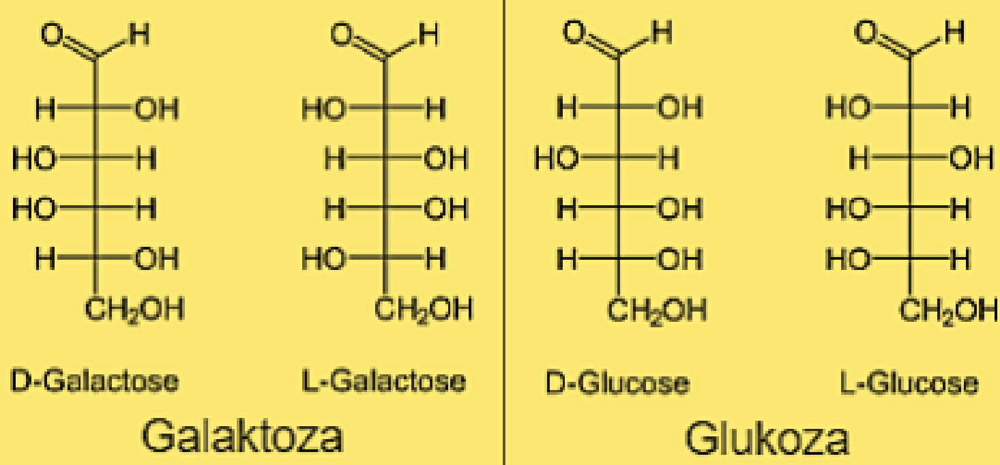 O H O H O H O H
H OH HO H H OH HO H
HO H H OH HO H H OH
HO H H OH H OH HO H
H OH HO H H OH HO H
CH₂OH CH₂OH CH₂OH CH₂OH
D-Galactose L-Galactose D-Glucose L-Glucose
Galaktoza Glukoza